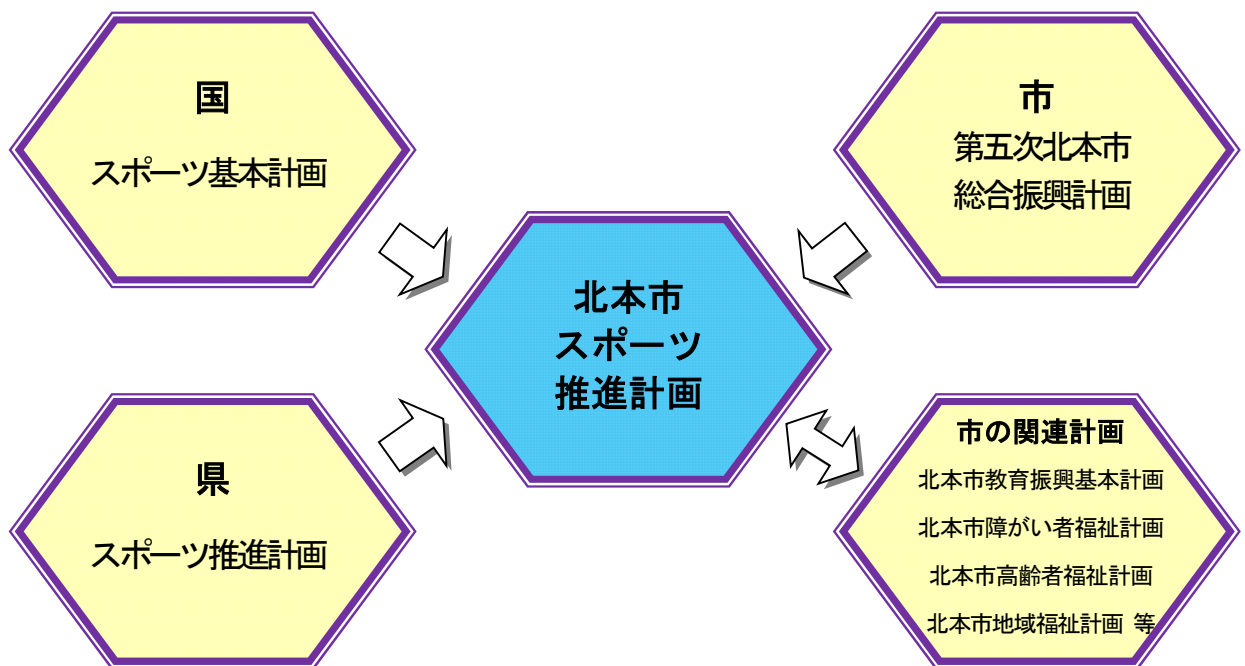 国
スポーツ基本計画
市
第五次北本市
総合振興計画
北本市
スポーツ
推進計画
県
スポーツ推進計画
市の関連計画
北本市教育振興基本計画
北本市障がい者福祉計画
北本市高齢者福祉計画
北本市地域福祉計画 等